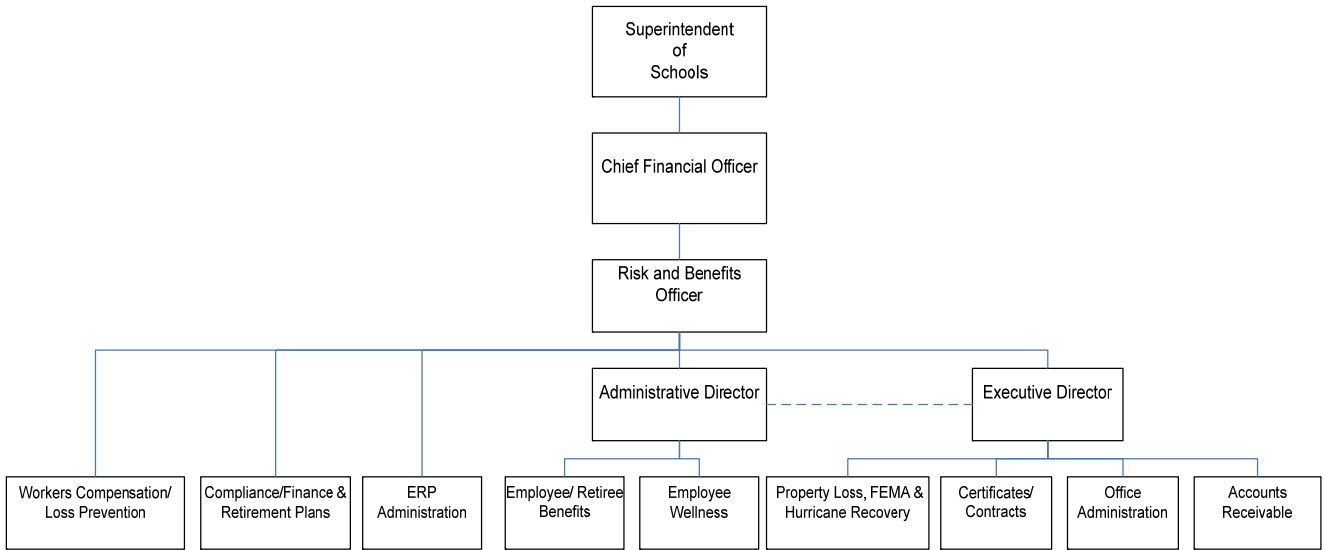 Superintendent
of
Schools
Chief Financial Officer
Risk and Benefits
Officer
Administrative Director
Executive Director
Workers Compensation/
Loss Prevention
Compliance/Finance &
Retirement Plans
ERP
Administration
Employee/ Retiree
Benefits
Employee
Wellness
Property Loss, FEMA &
Hurricane Recovery
Certificates/
Contracts
Office
Administration
Accounts
Receivable